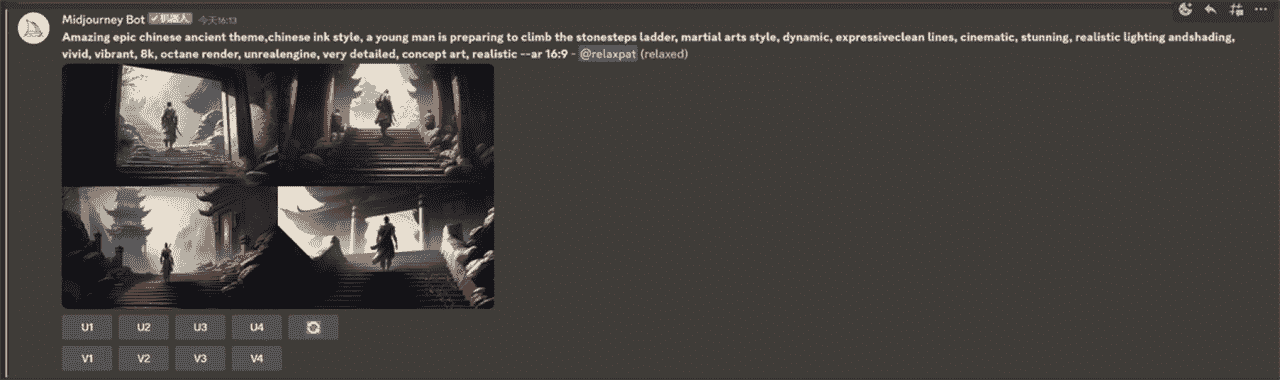 Midjourney Bot ✓机器人 今天16:13
Amazing epic chinese ancient theme,chinese ink style, a young man is preparing to climb the stonesteps ladder, martial arts style, dynamic, expressiveclean lines, cinematic, stunning, realistic lighting andshading,
vivid, vibrant, 8k, octane render, unrealengine, very detailed, concept art, realistic --ar 16:9 - @relaxpat (relaxed)
U1 U2 U3 U4
V1 V2 V3 V4